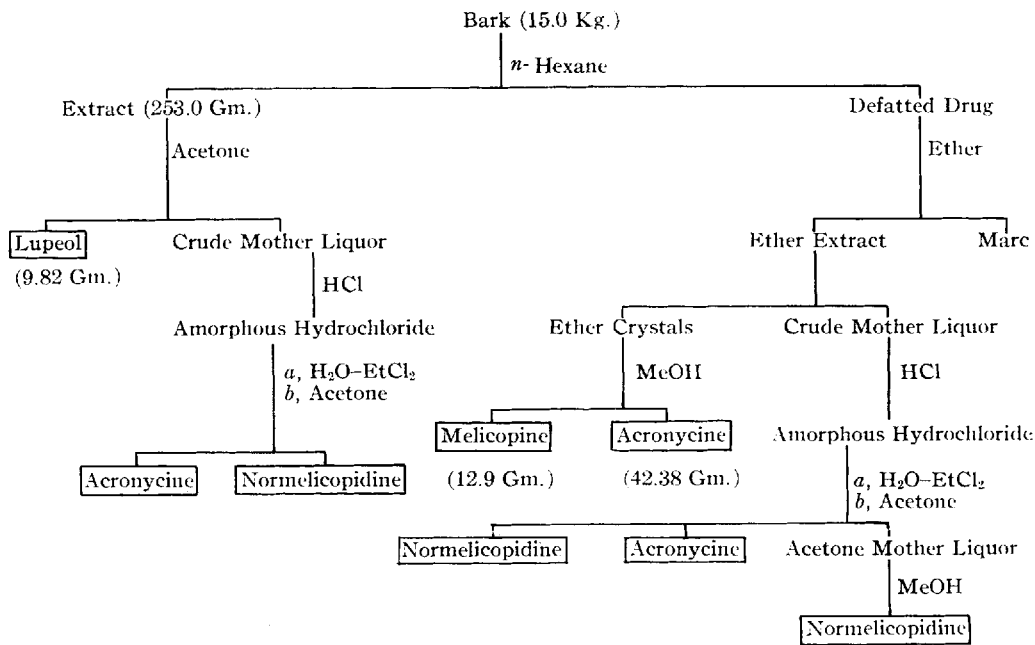 Bark (15.0 Kg.)
n- Hexane
Extract (253.0 Gm.)
Defatted Drug
Acetone
Ether
Lupeol
Crude Mother Liquor
Ether Extract
Marc
(9.82 Gm.)
HCl
Amorphous Hydrochloride
Ether Crystals
Crude Mother Liquor
a, H₂O–EtCl₂
b, Acetone
MeOH
HCl
Melicopine
Acronycine
Amorphous Hydrochloride
Acronycine
Normelicopidine
(12.9 Gm.)
(42.38 Gm.)
a, H₂O–EtCl₂
b, Acetone
Normelicopidine
Acronycine
Acetone Mother Liquor
MeOH
Normelicopidine